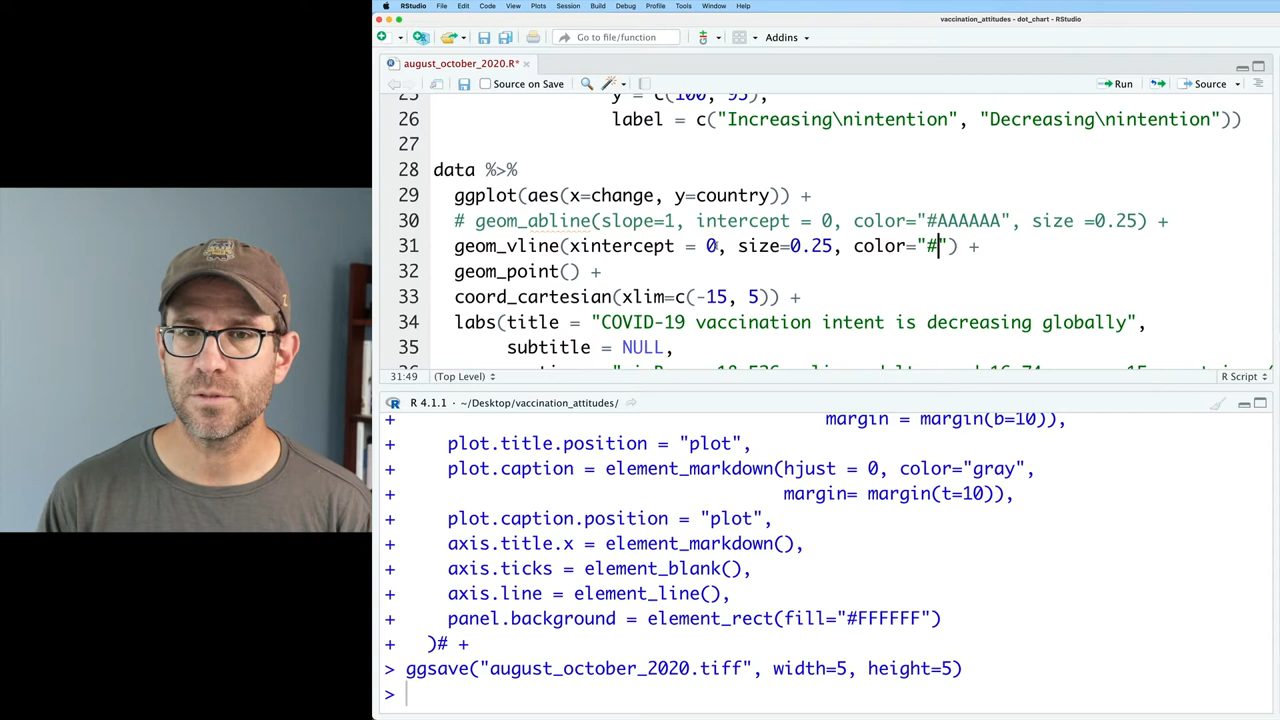 RStudio File Edit Code View Plots Session Build Debug Profile Tools Window Help
vaccination_attitudes - dot_chart - RStudio
Go to file/function Addins
august_october_2020.R*
Source on Save Run Source
25 y = c(100, 95),
26 label = c("Increasing\nintention", "Decreasing\nintention"))
27
28 data %>%
29 ggplot(aes(x=change, y=country)) +
30 # geom_abline(slope=1, intercept = 0, color="#AAAAAA", size =0.25) +
31 geom_vline(xintercept = 0, size=0.25, color="#") +
32 geom_point() +
33 coord_cartesian(xlim=c(-15, 5)) +
34 labs(title = "COVID-19 vaccination intent is decreasing globally",
35 subtitle = NULL,
31:49 (Top Level) R Script
R 4.1.1 · ~/Desktop/vaccination_attitudes/
+ margin = margin(b=10)),
+ plot.title.position = "plot",
+ plot.caption = element_markdown(hjust = 0, color="gray",
+ margin= margin(t=10)),
+ plot.caption.position = "plot",
+ axis.title.x = element_markdown(),
+ axis.ticks = element_blank(),
+ axis.line = element_line(),
+ panel.background = element_rect(fill="#FFFFFF")
+ )# +
> ggsave("august_october_2020.tiff", width=5, height=5)
>